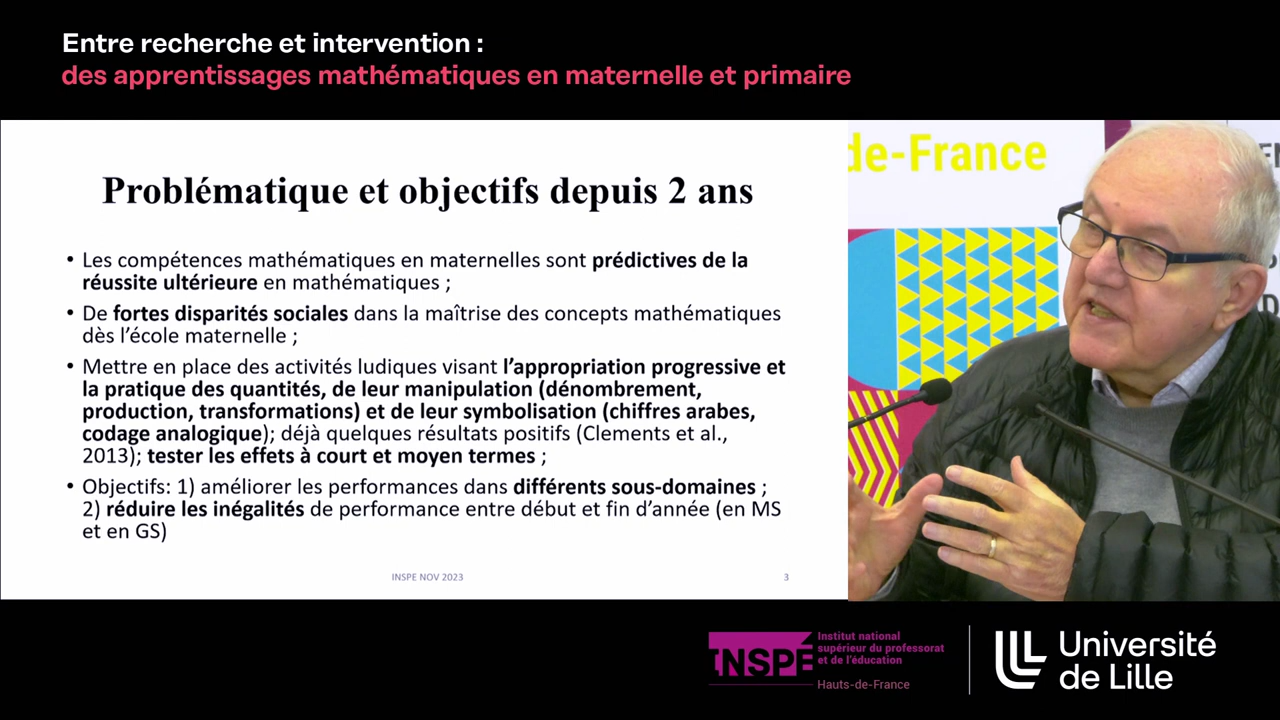 Entre recherche et intervention :
des apprentissages mathématiques en maternelle et primaire
Problématique et objectifs depuis 2 ans
• Les compétences mathématiques en maternelles sont prédictives de la
réussite ultérieure en mathématiques ;
• De fortes disparités sociales dans la maîtrise des concepts mathématiques
dès l'école maternelle ;
• Mettre en place des activités ludiques visant l'appropriation progressive et
la pratique des quantités, de leur manipulation (dénombrement,
production, transformations) et de leur symbolisation (chiffres arabes,
codage analogique); déjà quelques résultats positifs (Clements et al.,
2013); tester les effets à court et moyen termes ;
• Objectifs: 1) améliorer les performances dans différents sous-domaines ;
2) réduire les inégalités de performance entre début et fin d'année (en MS
et en GS)
INSPE NOV 2023
3
de-France
INSPÉ
Institut national
supérieur du professorat
et de l'éducation
Hauts-de-France
Université
de Lille